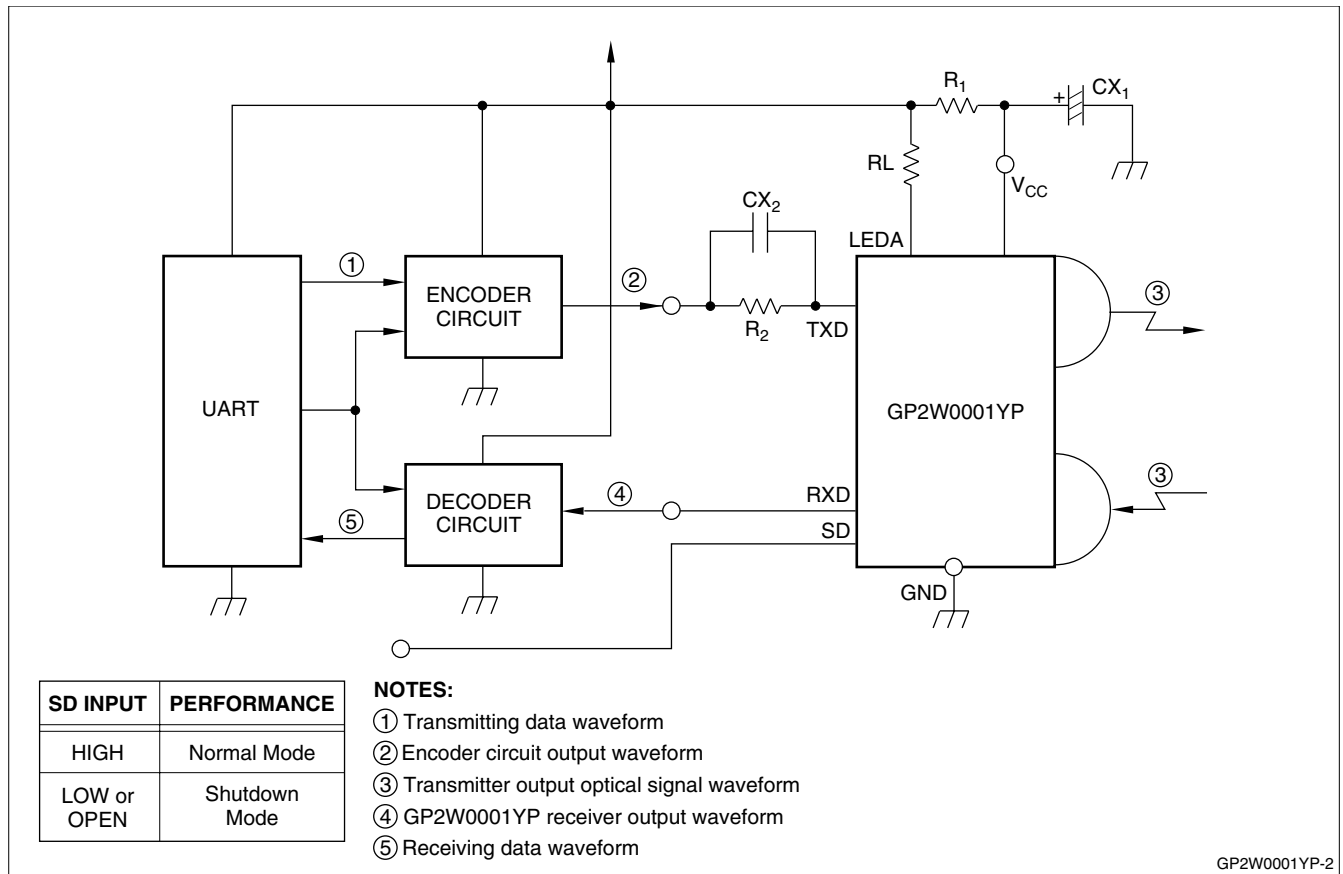 R1
CX1
+
RL
VCC
CX2
LEDA
①
②
③
ENCODER
CIRCUIT
R2
TXD
UART
GP2W0001YP
DECODER
CIRCUIT
④
RXD
③
⑤
SD
GND
SD INPUT PERFORMANCE
HIGH Normal Mode
LOW or
OPEN
Shutdown
Mode
NOTES:
① Transmitting data waveform
② Encoder circuit output waveform
③ Transmitter output optical signal waveform
④ GP2W0001YP receiver output waveform
⑤ Receiving data waveform
GP2W0001YP-2